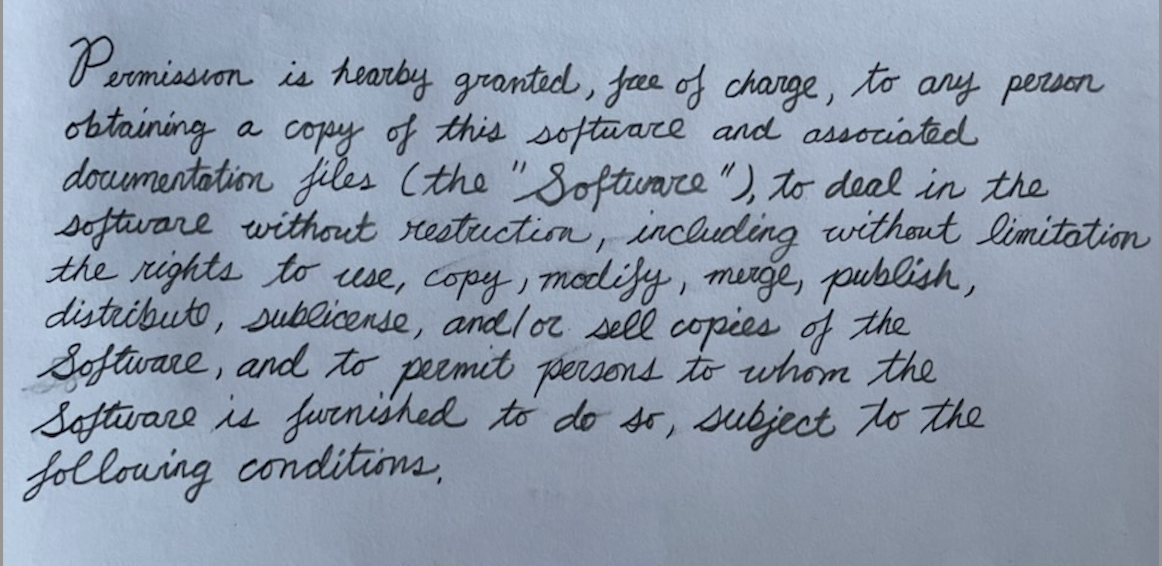 Permission is hearby granted, free of charge, to any person
obtaining a copy of this software and associated
documentation files (the "Software"), to deal in the
software without restruction, including without limitation
the rights to use, copy, modify, merge, publish,
distribute, sublicense, and/or sell copies of the
Software, and to permit persons to whom the
Software is furnished to do so, subject to the
following conditions.